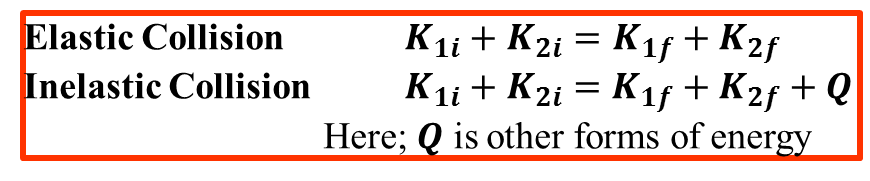 Elastic Collision K₁ᵢ + K₂ᵢ = K₁f + K₂f
Inelastic Collision K₁ᵢ + K₂ᵢ = K₁f + K₂f + Q
Here; Q is other forms of energy